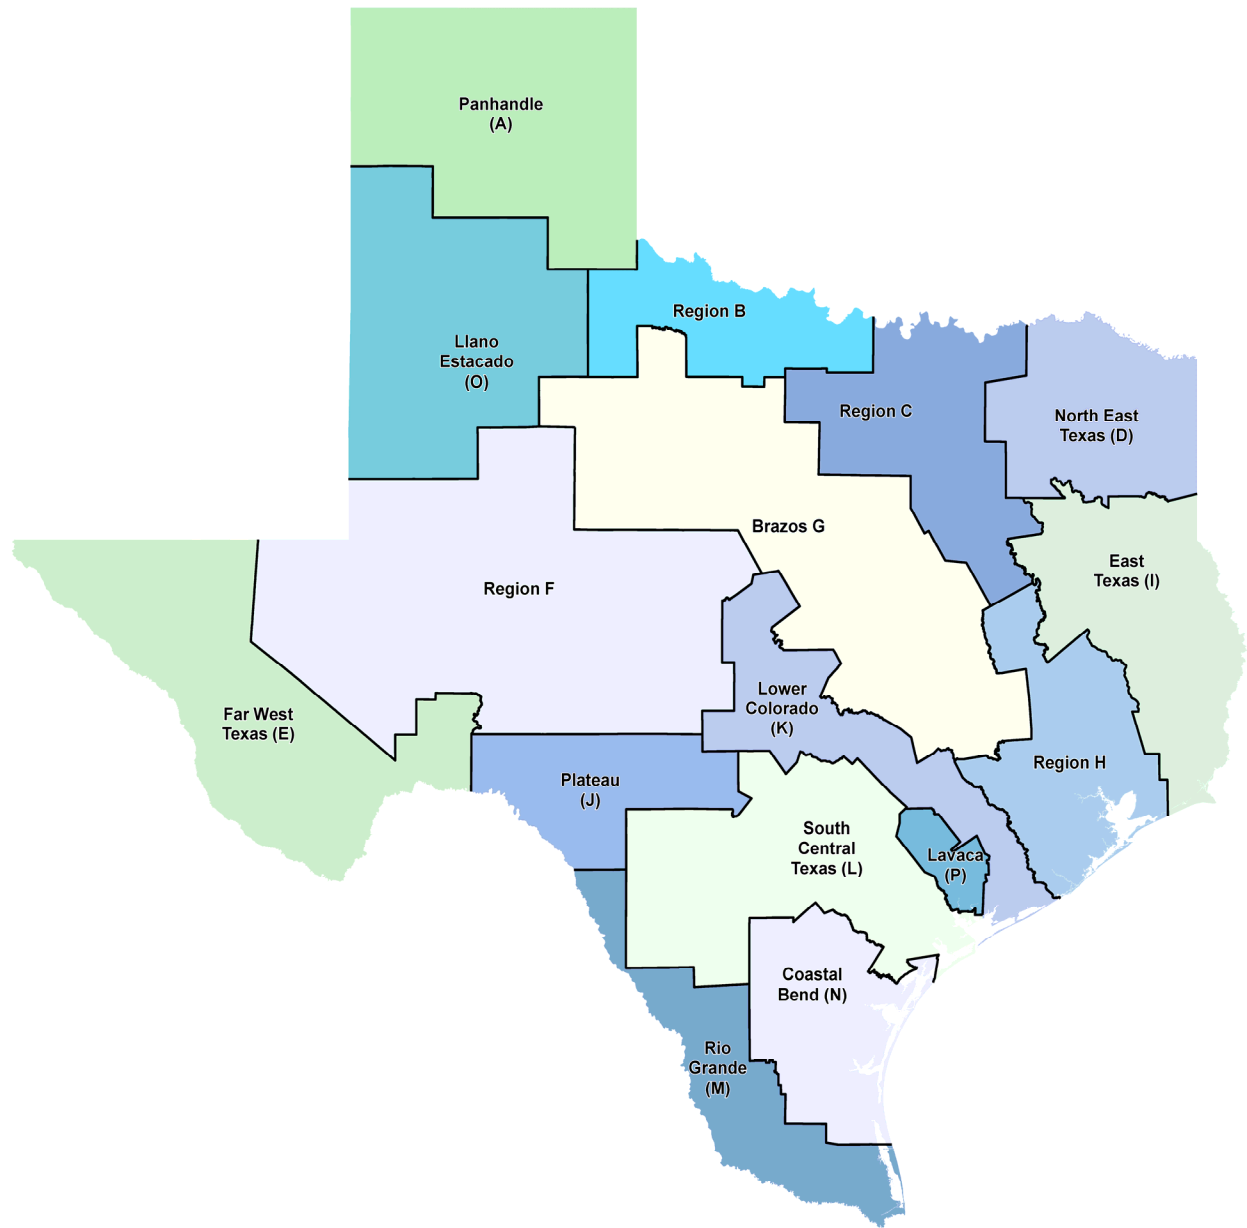 Panhandle
(A)
Region B
Llano
Estacado
(O)
Region C
North East
Texas (D)
Brazos G
East
Texas (I)
Region F
Lower
Colorado
(K)
Far West
Texas (E)
Region H
Plateau
(J)
South
Central
Texas (L)
Lavaca
(P)
Coastal
Bend (N)
Rio
Grande
(M)